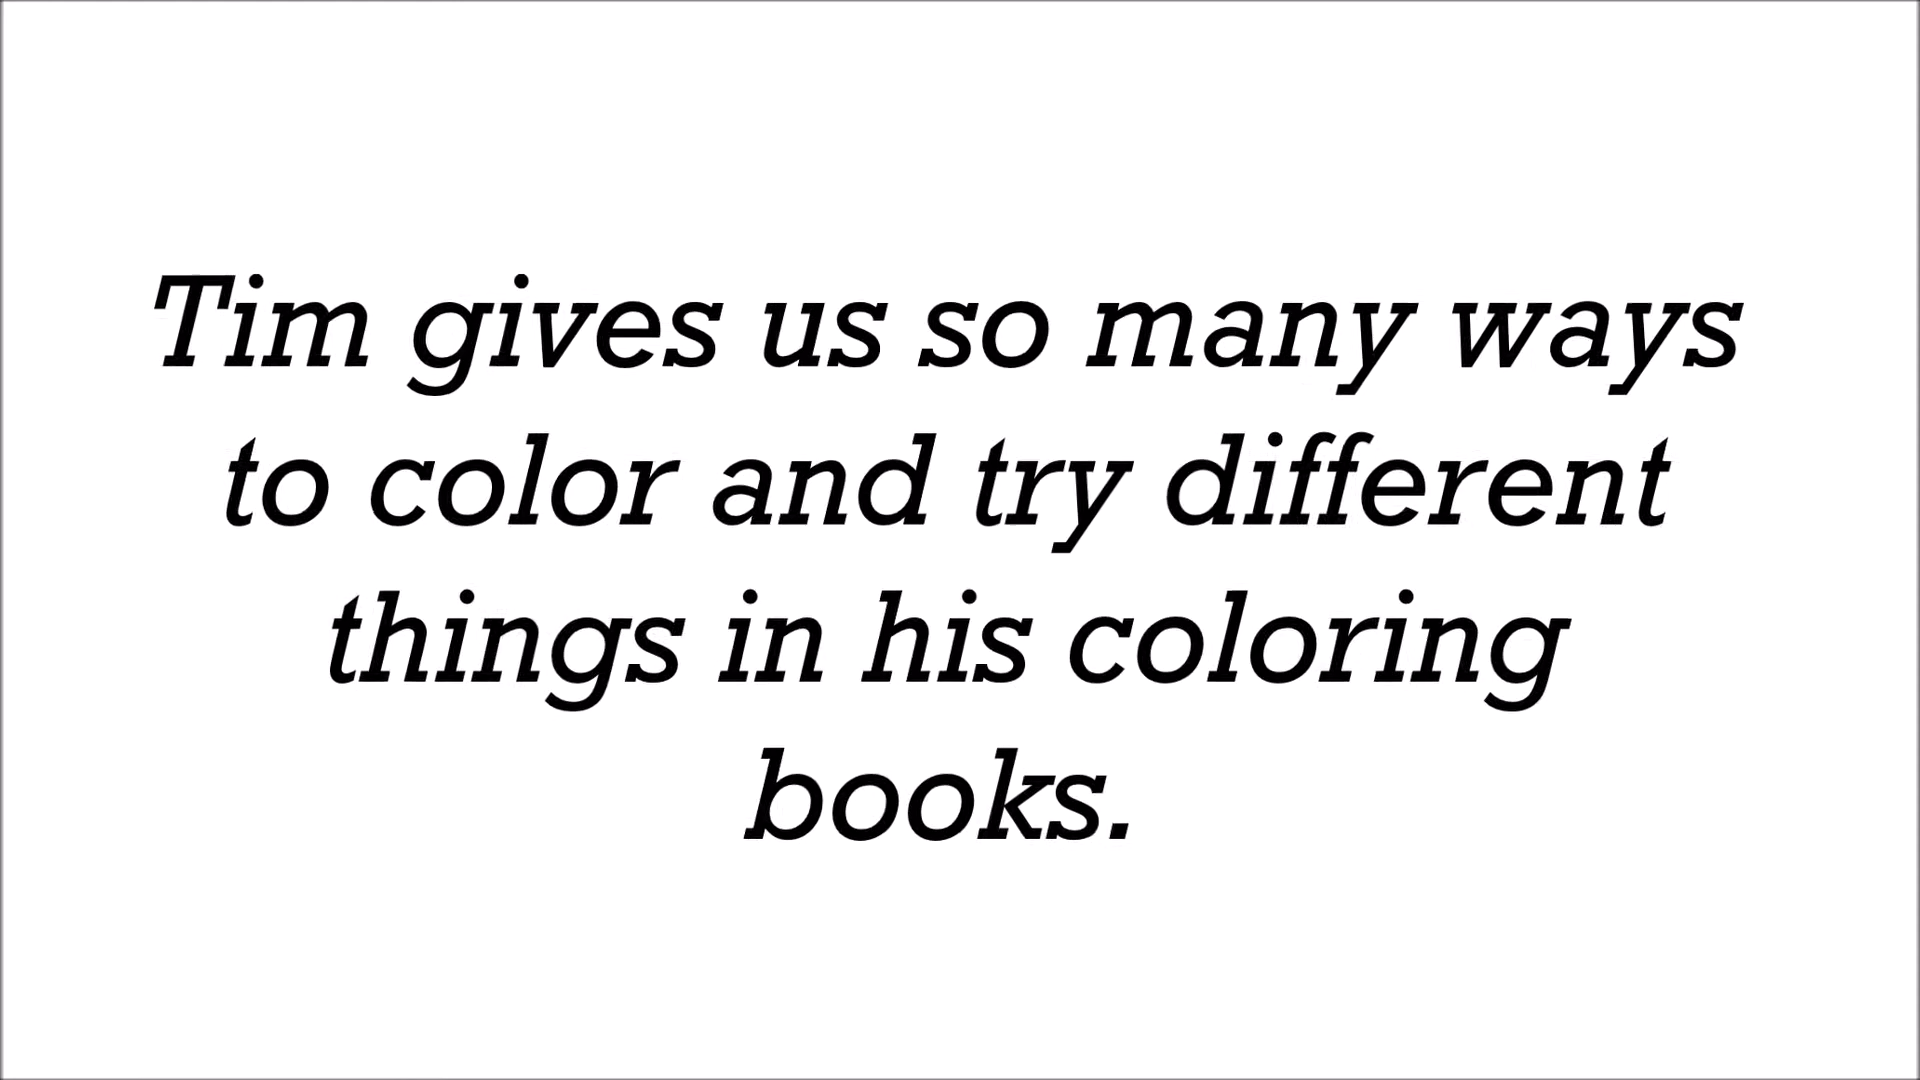 Tim gives us so many ways
to color and try different
things in his coloring
books.